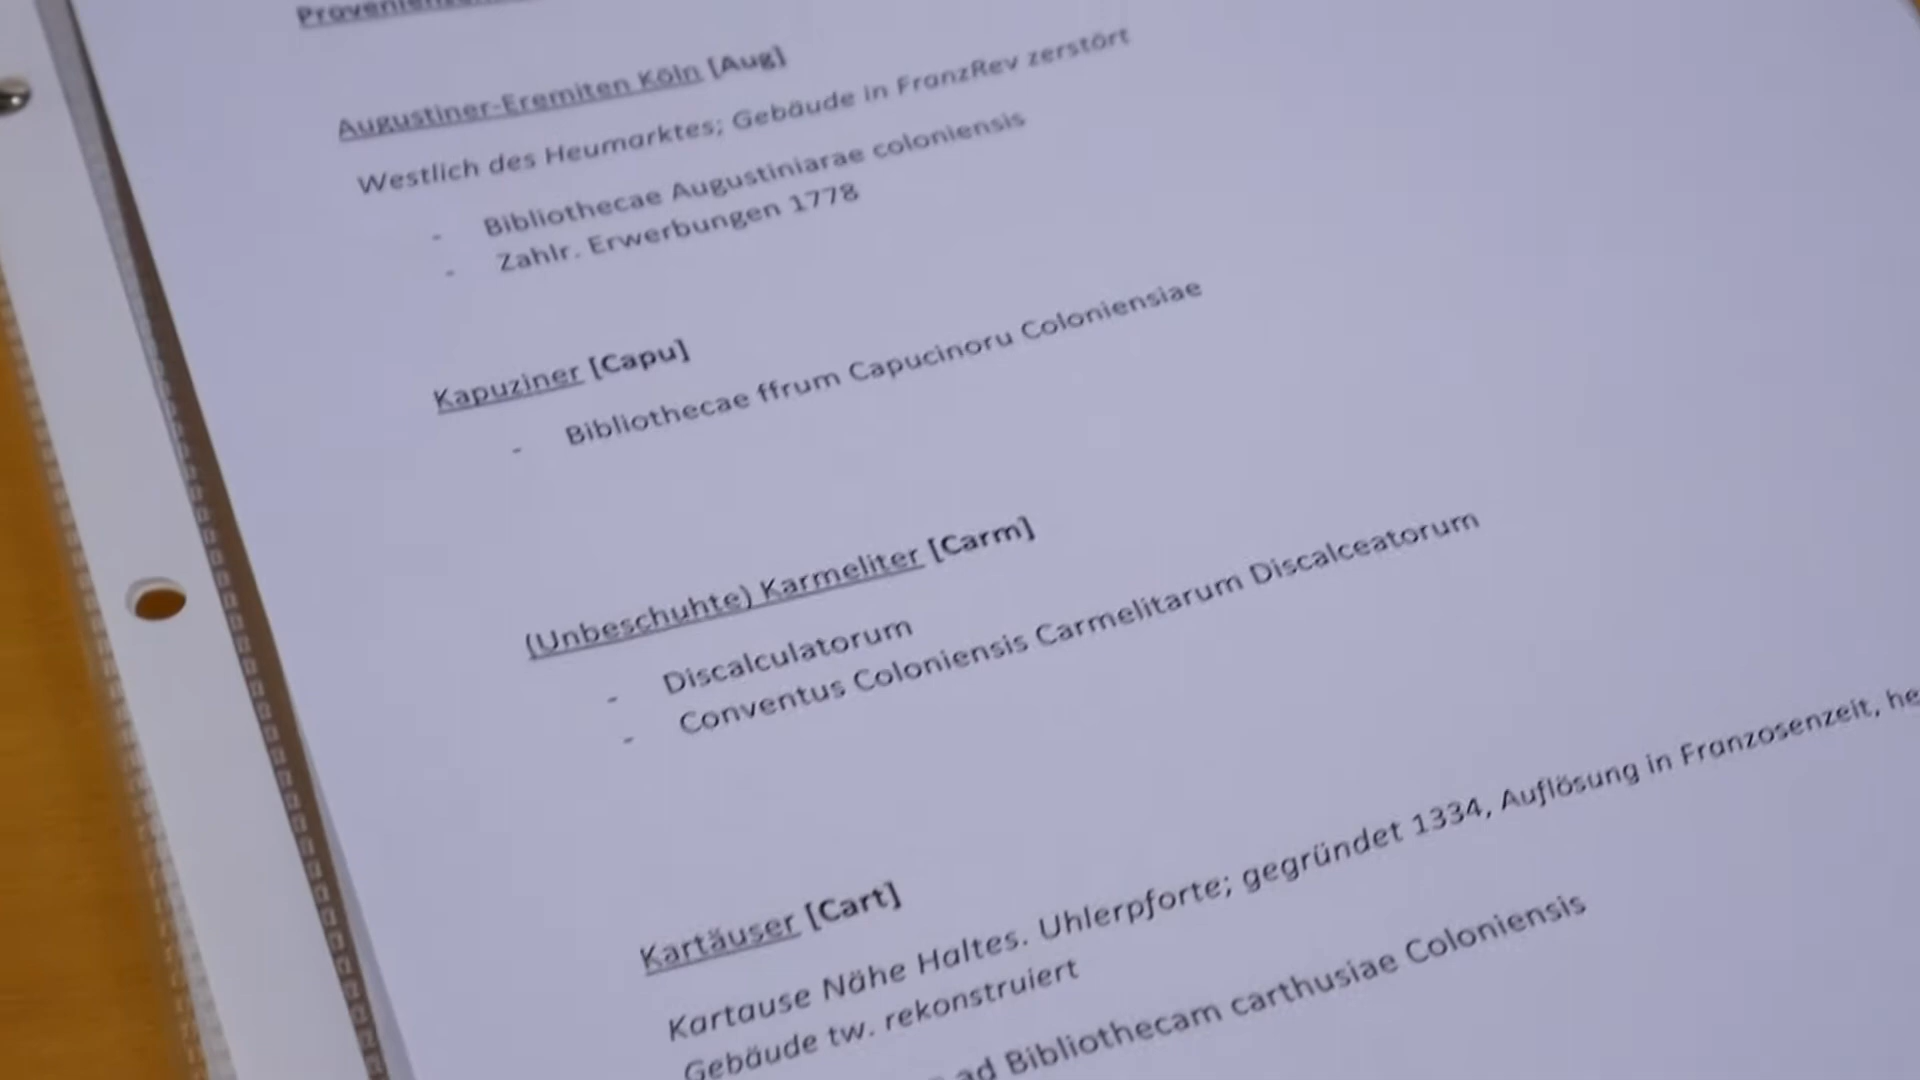 Augustiner-Eremiten Köln [Aug]
Westlich des Heumarktes; Gebäude in FranzRev zerstört
- Bibliothecae Augustiniarae coloniensis
- Zahlr. Erwerbungen 1778
Kapuziner [Capu]
- Bibliothecae ffrum Capucinoru Coloniensiae
(Unbeschuhte) Karmeliter [Carm]
- Discalculatorum
- Conventus Coloniensis Carmelitarum Discalceatorum
Kartäuser [Cart]
Kartause Nähe Haltes. Uhlerpforte; gegründet 1334, Auflösung in Franzosenzeit,
Gebäude tw. rekonstruiert
ad Bibliothecam carthusiae Coloniensis